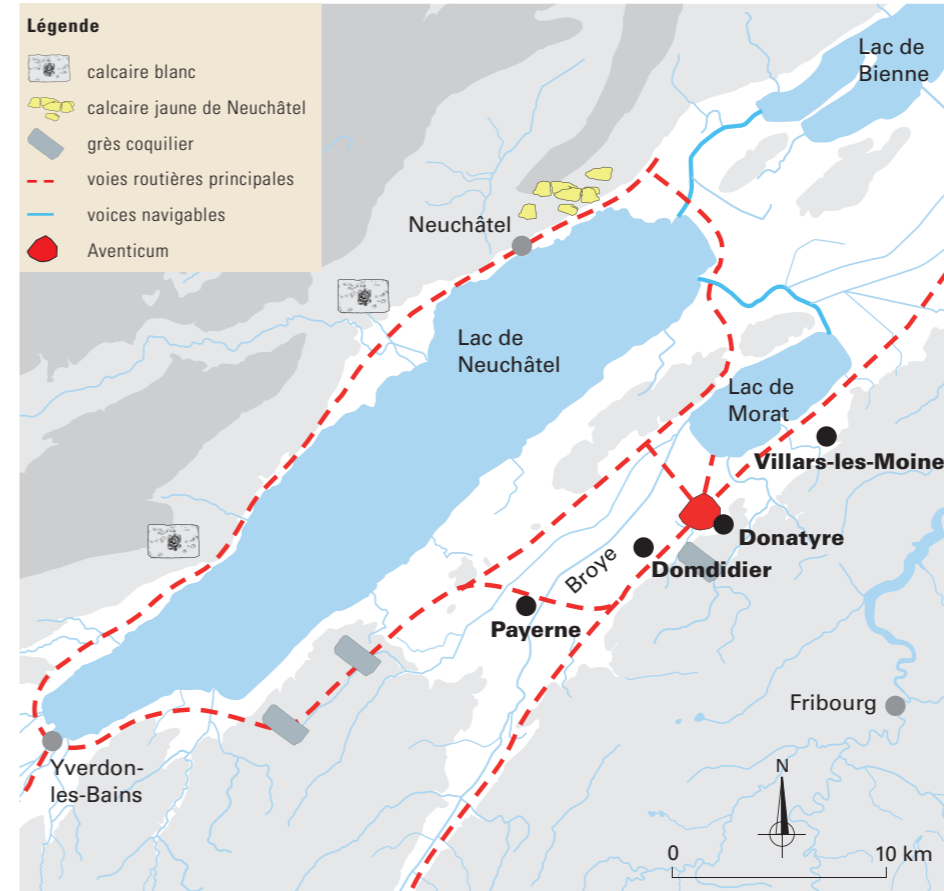 Légende
calcaire blanc
calcaire jaune de Neuchâtel
grès coquilier
voies routières principales
voices navigables
Aventicum
Lac de
Bienne
Neuchâtel
Lac de
Neuchâtel
Lac de
Morat
Villars-les-Moine
Donatyre
Domdidier
Broye
Payerne
Fribourg
Yverdon-
les-Bains
N
0 10 km